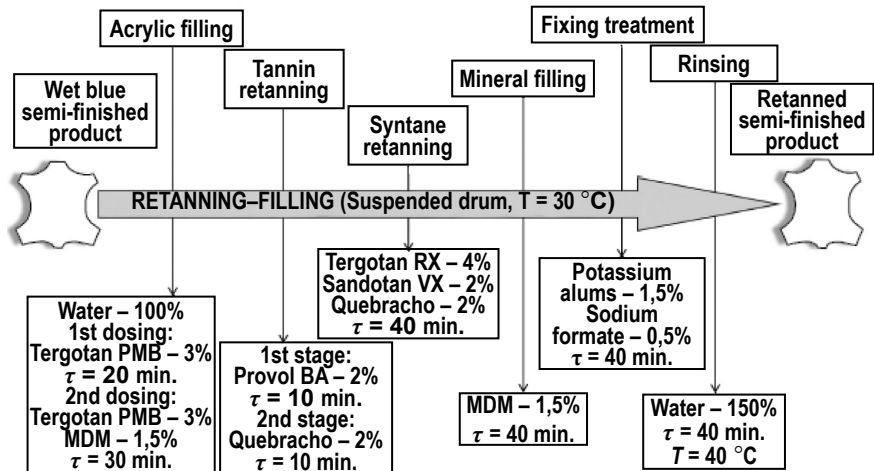 Acrylic filling
Fixing treatment
Wet blue
semi-finished
product
Tannin
retanning
Syntane
retanning
Mineral filling
Rinsing
Retanned
semi-finished
product
RETANNING–FILLING (Suspended drum, T = 30 °C)
Water – 100%
1st dosing:
Tergotan PMB – 3%
τ = 20 min.
2nd dosing:
Tergotan PMB – 3%
MDM – 1,5%
τ = 30 min.
1st stage:
Provol BA – 2%
τ = 10 min.
2nd stage:
Quebracho – 2%
τ = 10 min.
Tergotan RX – 4%
Sandotan VX – 2%
Quebracho – 2%
τ = 40 min.
MDM – 1,5%
τ = 40 min.
Potassium
alums – 1,5%
Sodium
formate – 0,5%
τ = 40 min.
Water – 150%
τ = 40 min.
T = 40 °C